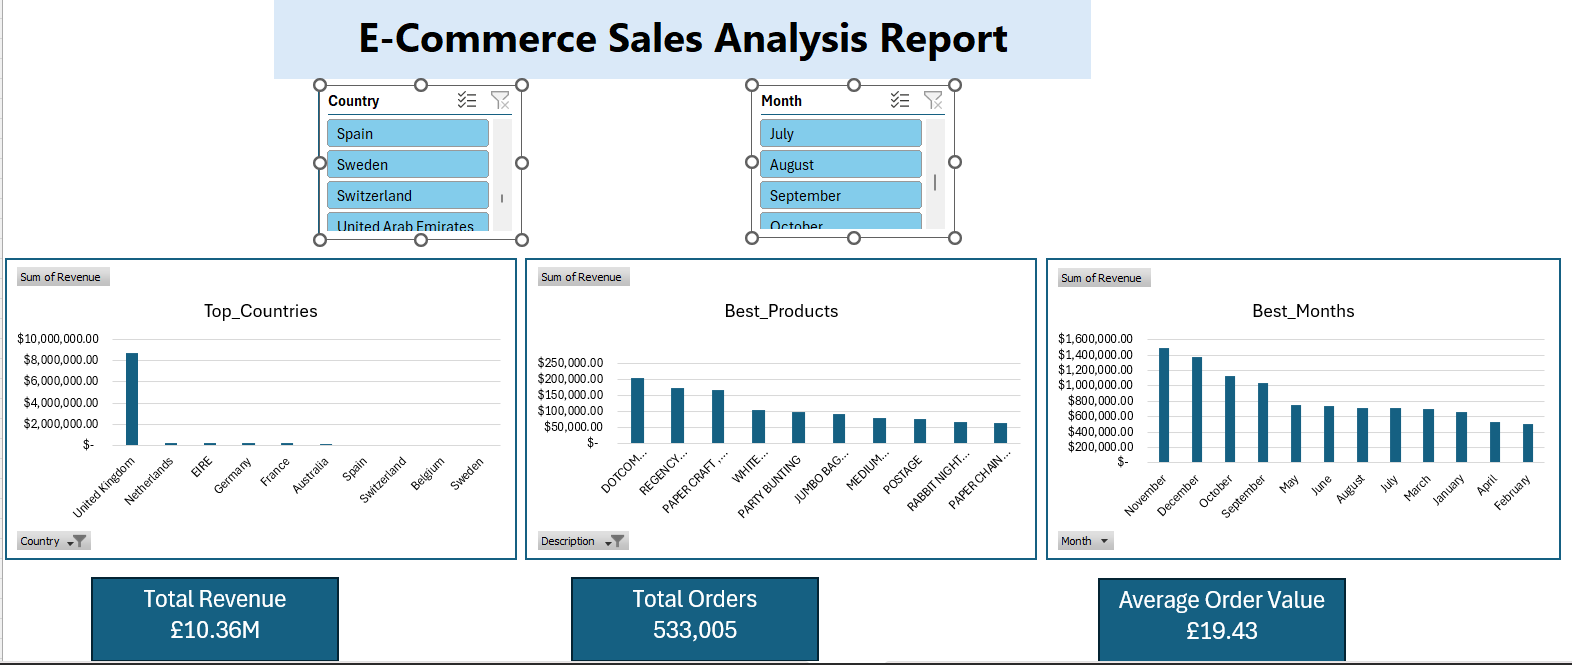 E-Commerce Sales Analysis Report
Country
Spain
Sweden
Switzerland
United Arab Emirates
Month
July
August
September
October
Sum of Revenue
Top_Countries
$10,000,000.00
$8,000,000.00
$6,000,000.00
$4,000,000.00
$2,000,000.00
$-
United Kingdom
Netherlands
EIRE
Germany
France
Australia
Spain
Switzerland
Belgium
Sweden
Country
Sum of Revenue
Best_Products
$250,000.00
$200,000.00
$150,000.00
$100,000.00
$50,000.00
$-
DOTCOM...
REGENCY...
PAPER CRAFT ,...
WHITE...
PARTY BUNTING
JUMBO BAG...
MEDIUM...
POSTAGE
RABBIT NIGHT...
PAPER CHAIN...
Description
Sum of Revenue
Best_Months
$1,600,000.00
$1,400,000.00
$1,200,000.00
$1,000,000.00
$800,000.00
$600,000.00
$400,000.00
$200,000.00
$-
November
December
October
September
May
June
August
July
March
January
April
February
Month
Total Revenue
£10.36M
Total Orders
533,005
Average Order Value
£19.43